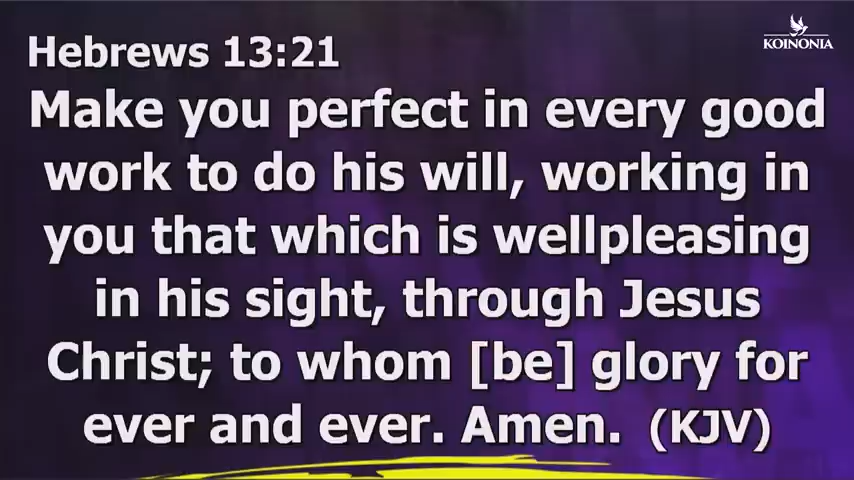 KOINONIA
Hebrews 13:21
Make you perfect in every good
work to do his will, working in
you that which is wellpleasing
in his sight, through Jesus
Christ; to whom [be] glory for
ever and ever. Amen. (KJV)